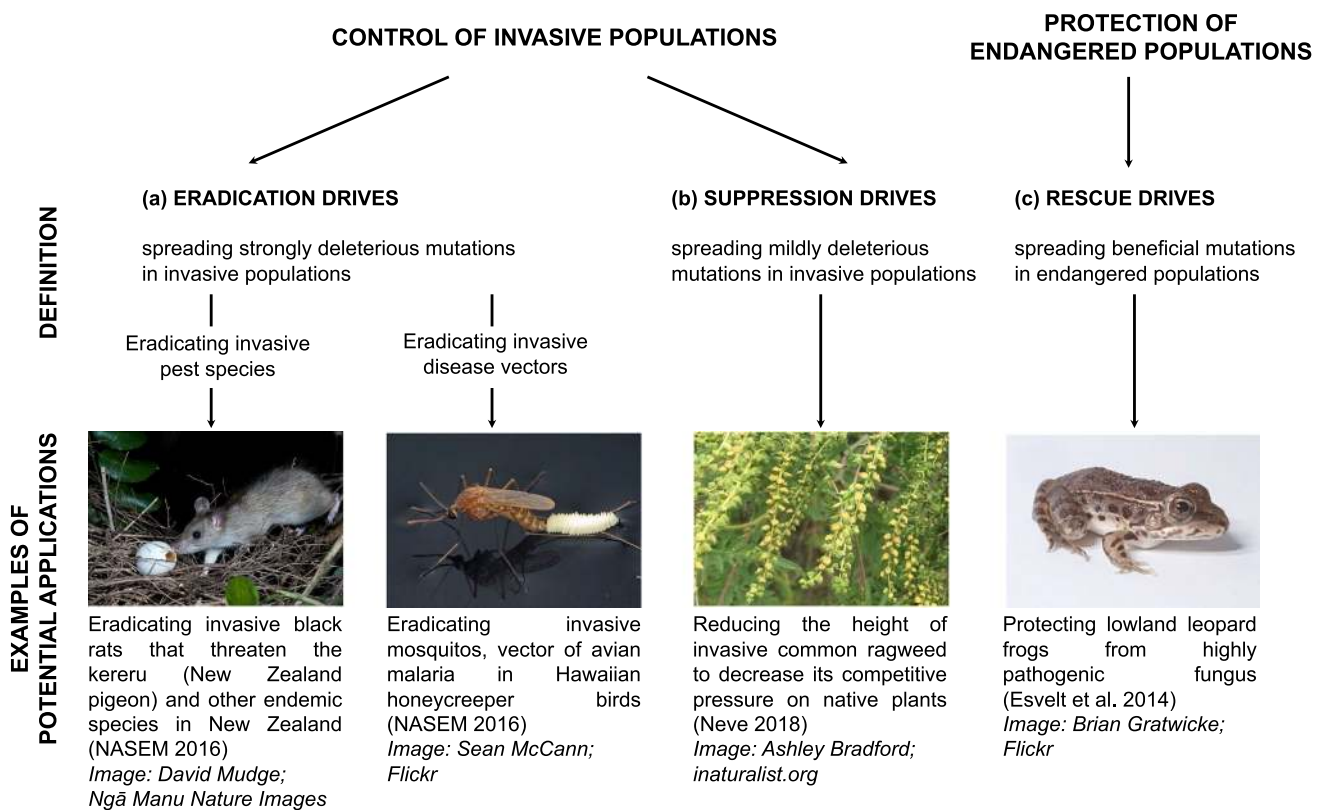 CONTROL OF INVASIVE POPULATIONS
PROTECTION OF
ENDANGERED POPULATIONS
DEFINITION
(a) ERADICATION DRIVES
spreading strongly deleterious mutations
in invasive populations
Eradicating invasive
pest species
Eradicating invasive
disease vectors
(b) SUPPRESSION DRIVES
spreading mildly deleterious
mutations in invasive populations
(c) RESCUE DRIVES
spreading beneficial mutations
in endangered populations
EXAMPLES OF
POTENTIAL APPLICATIONS
Eradicating invasive black
rats that threaten the
kereru (New Zealand
pigeon) and other endemic
species in New Zealand
(NASEM 2016)
Image: David Mudge;
Ngā Manu Nature Images
Eradicating invasive
mosquitos, vector of avian
malaria in Hawaiian
honeycreeper birds
(NASEM 2016)
Image: Sean McCann;
Flickr
Reducing the height of
invasive common ragweed
to decrease its competitive
pressure on native plants
(Neve 2018)
Image: Ashley Bradford;
inaturalist.org
Protecting lowland leopard
frogs from highly
pathogenic fungus
(Esvelt et al. 2014)
Image: Brian Gratwicke;
Flickr